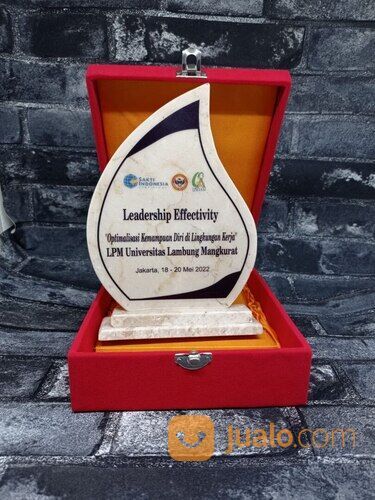 SAKTI
INDONESIA
Leadership Effectivity
"Optimalisasi Kemampuan Diri di Lingkungan Kerja"
LPM Universitas Lambung Mangkurat
Jakarta, 18 - 20 Mei 2022
jualo.com